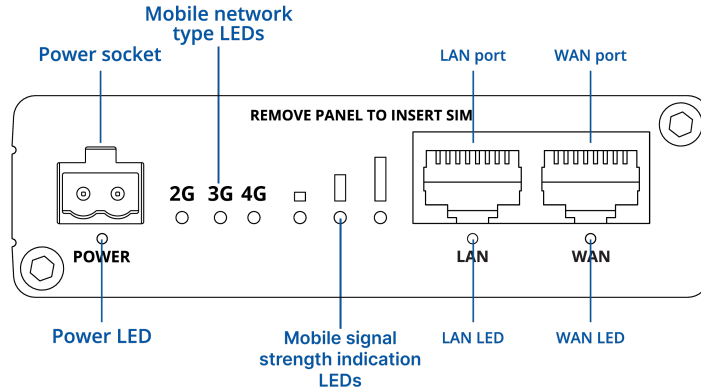 Mobile network
type LEDs
Power socket
LAN port
WAN port
REMOVE PANEL TO INSERT SIM
2G 3G 4G
POWER
LAN
WAN
Power LED
Mobile signal
strength indication
LEDs
LAN LED
WAN LED